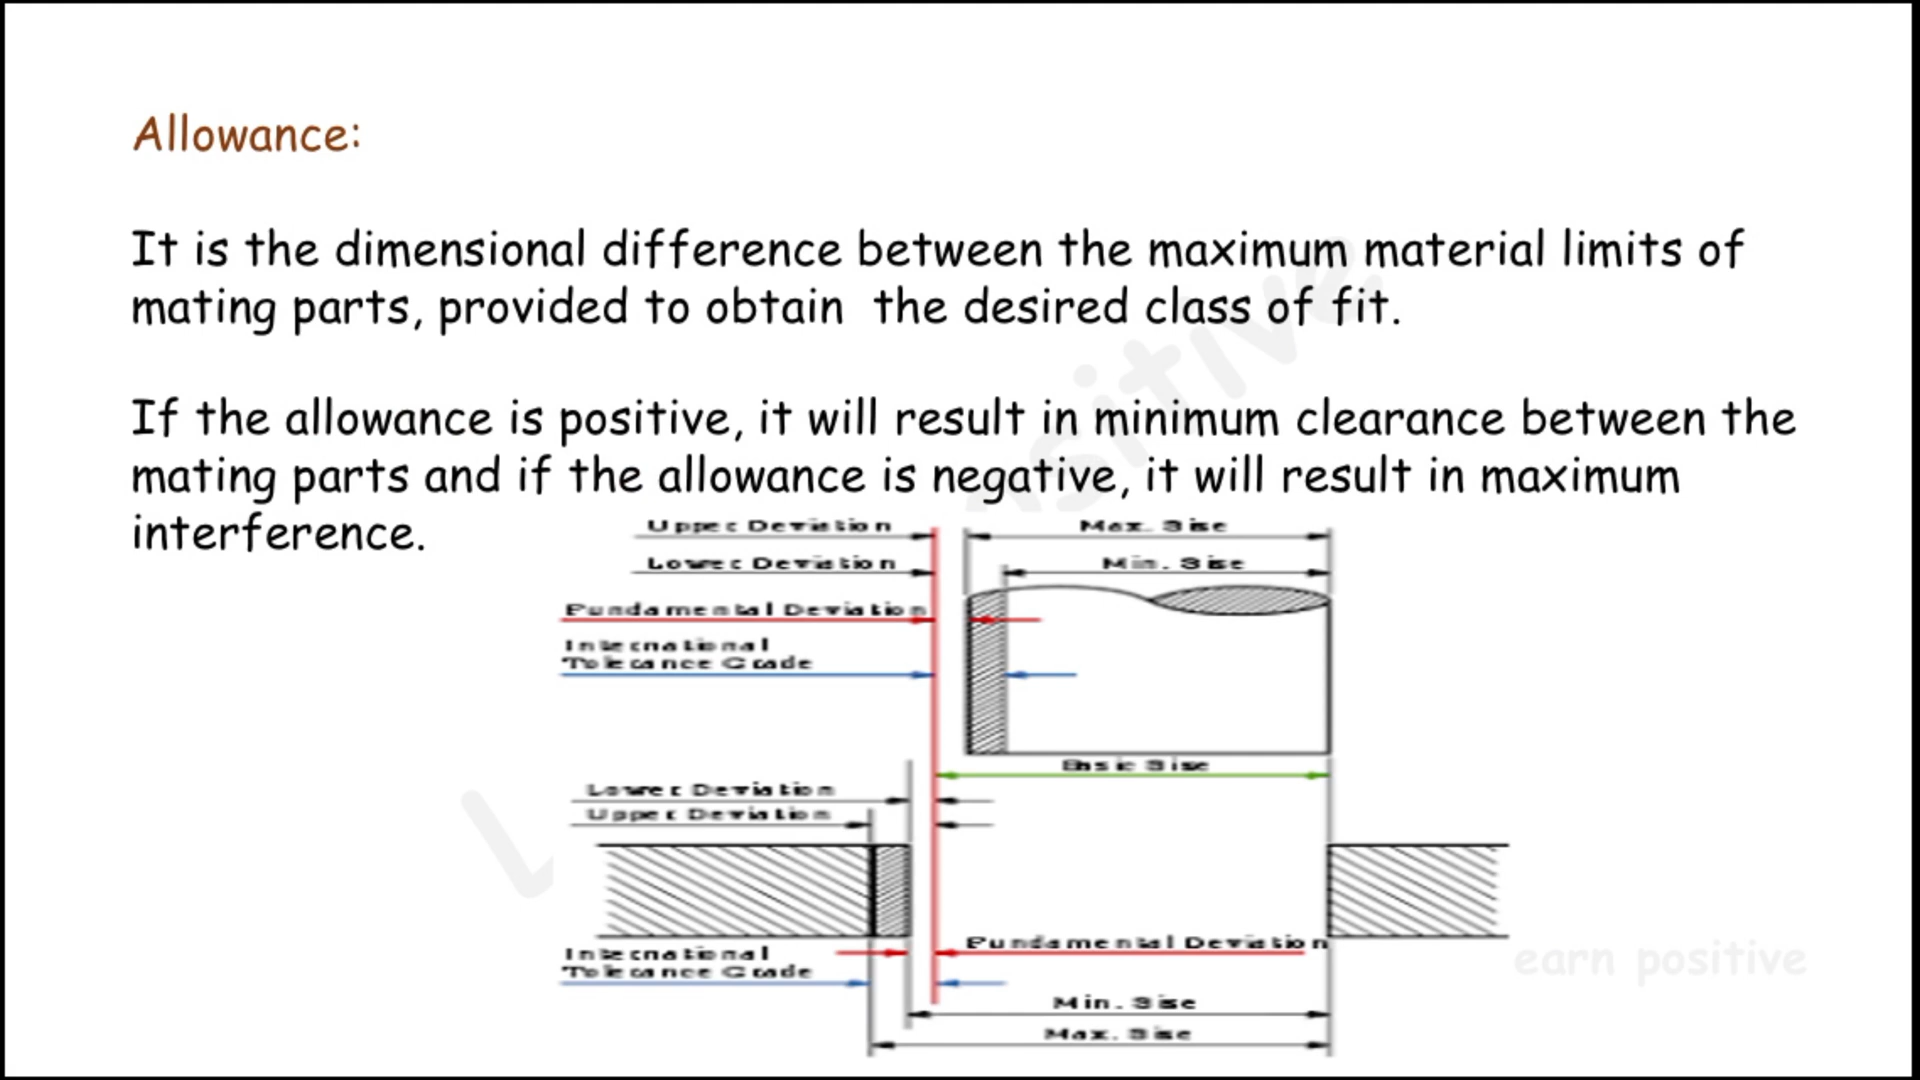 Allowance:
It is the dimensional difference between the maximum material limits of
mating parts, provided to obtain the desired class of fit.
If the allowance is positive, it will result in minimum clearance between the
mating parts and if the allowance is negative, it will result in maximum
interference.
Upper Deviation
Max. Size
Lower Deviation
Min. Size
Fundamental Deviation
International
Tolerance Grade
Basic Size
Lower Deviation
Upper Deviation
Fundamental Deviation
International
Tolerance Grade
earn positive
Min. Size
Max. Size